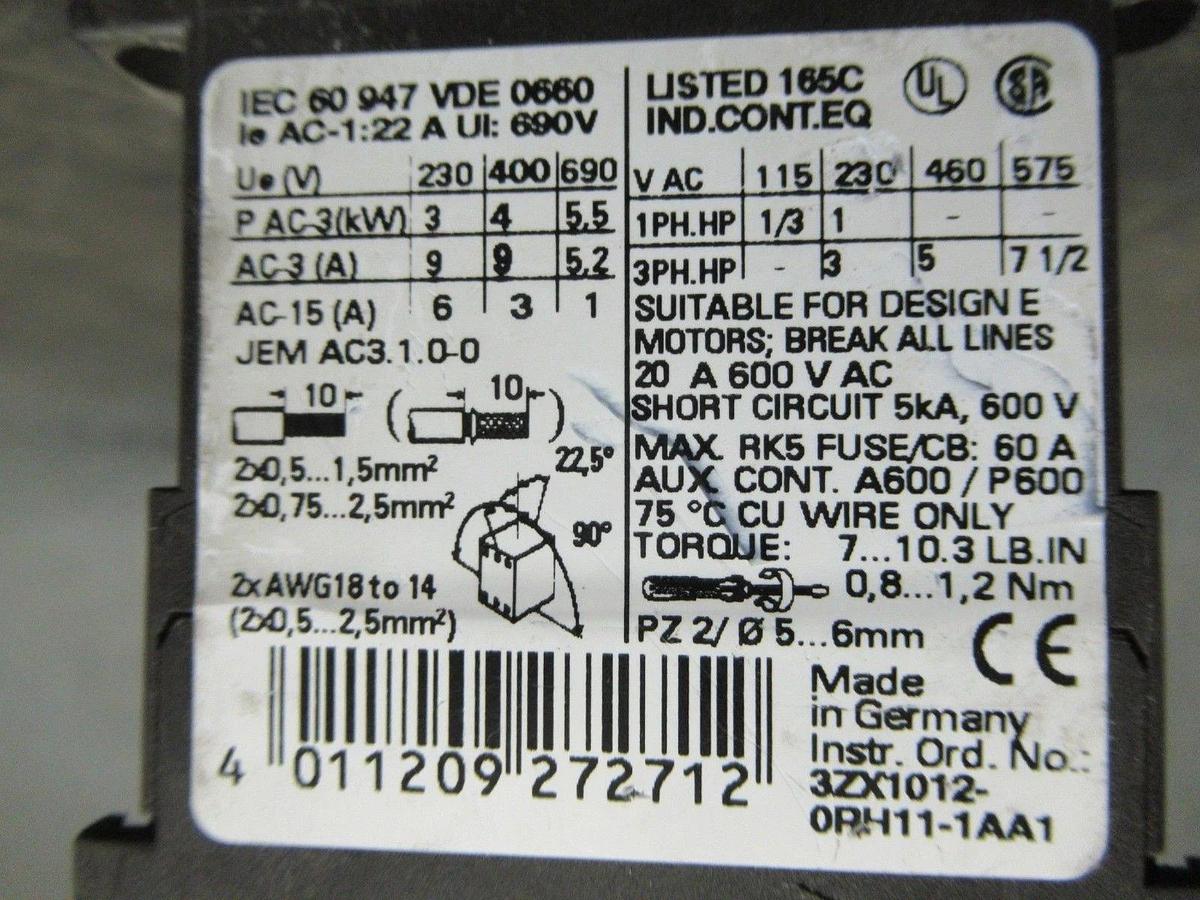 IEC 60 947 VDE 0660
Ie AC-1:22 A UI: 690V
Ue (V) 230 400 690
P AC-3(kW) 3 4 5,5
AC-3 (A) 9 9 5,2
AC-15 (A) 6 3 1
JEM AC3.1.0-0
10 ( 10 )
2x0,5...1,5mm²
2x0,75...2,5mm²
22,5°
90°
2xAWG18 to 14
(2x0,5...2,5mm²)
LISTED 165C
IND.CONT.EQ
UL
SA
V AC 115 230 460 575
1PH.HP 1/3 1 - -
3PH.HP - 3 5 7 1/2
SUITABLE FOR DESIGN E
MOTORS; BREAK ALL LINES
20 A 600 V AC
SHORT CIRCUIT 5kA, 600 V
MAX. RK5 FUSE/CB: 60 A
AUX. CONT. A600 / P600
75 °C CU WIRE ONLY
TORQUE: 7...10.3 LB.IN
0,8...1,2 Nm
PZ 2/ Ø 5...6mm
CE
4 011209 272712
Made
in Germany
Instr. Ord. No.:
3ZX1012-
0RH11-1AA1